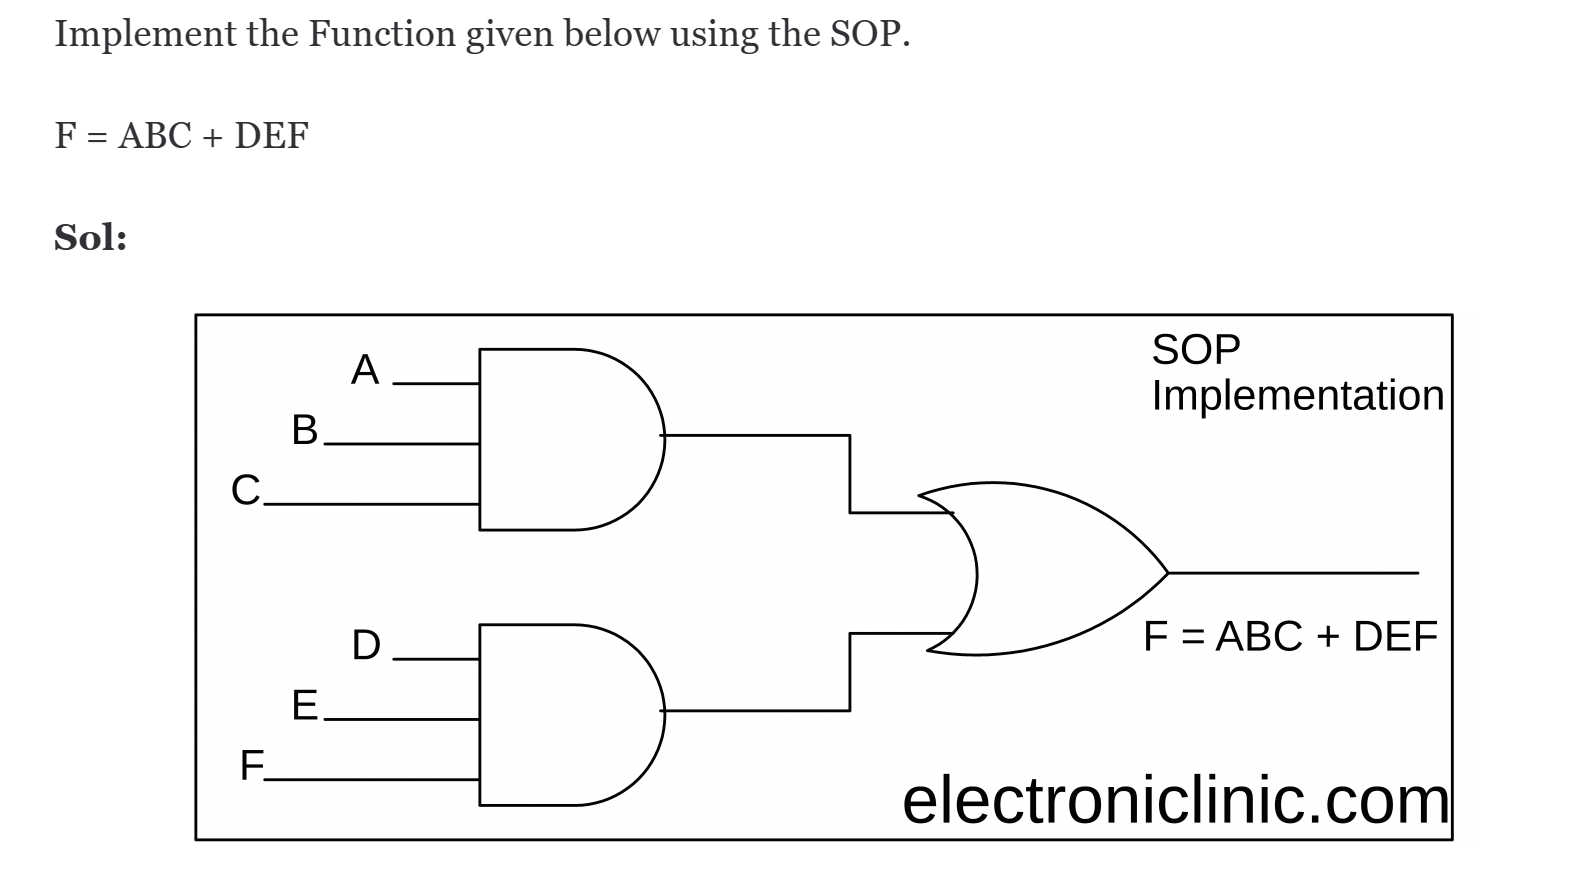 Implement the Function given below using the SOP.
F = ABC + DEF
Sol:
SOP
Implementation
A
B
C
D
E
F
F = ABC + DEF
electroniclinic.com